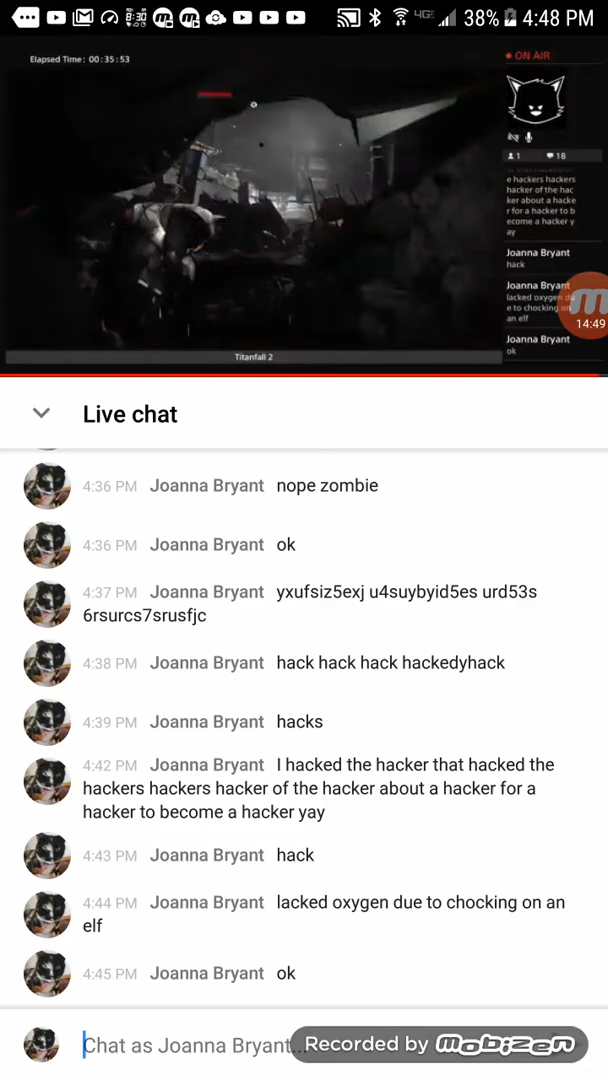 8:30
4G
38%
4:48 PM
Elapsed Time: 00:35:53
ON AIR
1
18
e hackers hackers
hacker of the hac
ker about a hacke
r for a hacker to b
ecome a hacker y
ay
Joanna Bryant
hack
Joanna Bryant
lacked oxygen
e to choking on
an elf
14:49
Joanna Bryant
ok
Titanfall 2
Live chat
4:36 PM Joanna Bryant nope zombie
4:36 PM Joanna Bryant ok
4:37 PM Joanna Bryant yxufsiz5exj u4suybyid5es urd53s
6rsurcs7srusfjc
4:38 PM Joanna Bryant hack hack hack hackedyhack
4:39 PM Joanna Bryant hacks
4:42 PM Joanna Bryant I hacked the hacker that hacked the
hackers hackers hacker of the hacker about a hacker for a
hacker to become a hacker yay
4:43 PM Joanna Bryant hack
4:44 PM Joanna Bryant lacked oxygen due to chocking on an
elf
4:45 PM Joanna Bryant ok
Chat as Joanna Bryant...
Recorded by mobizen